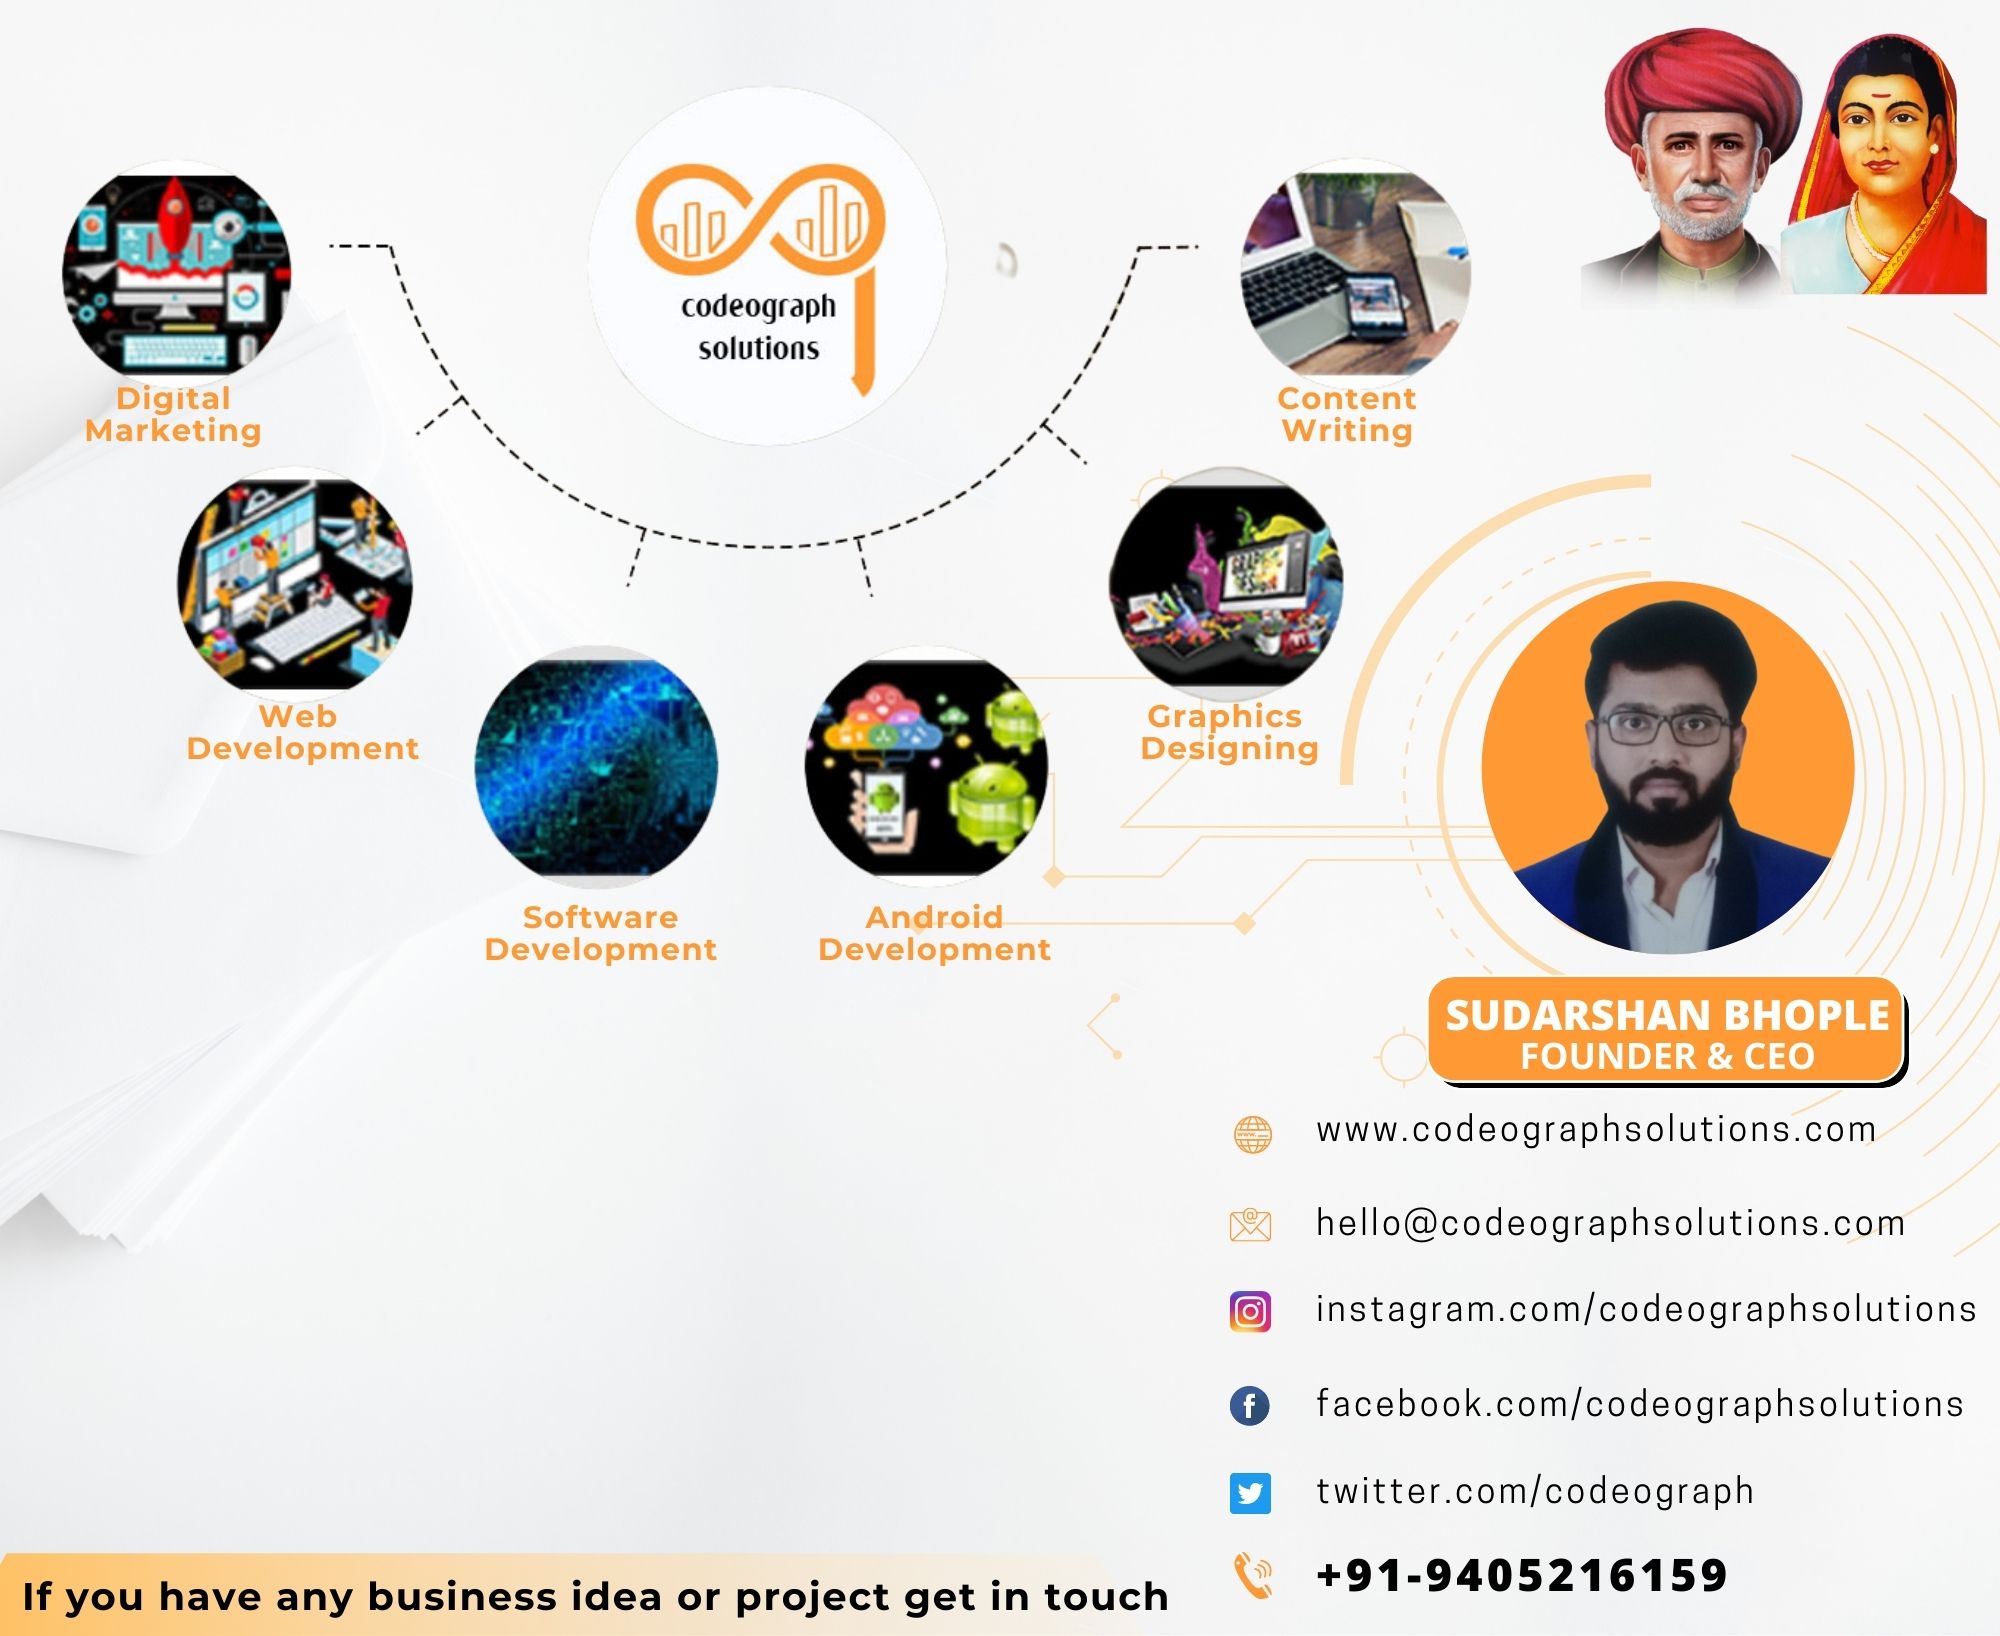 codeograph
solutions
Digital
Marketing
Content
Writing
Web
Development
Graphics
Designing
Software
Development
Android
Development
SUDARSHAN BHOPLE
FOUNDER & CEO
www.codeographsolutions.com
hello@codeographsolutions.com
instagram.com/codeographsolutions
facebook.com/codeographsolutions
twitter.com/codeograph
+91-9405216159
If you have any business idea or project get in touch